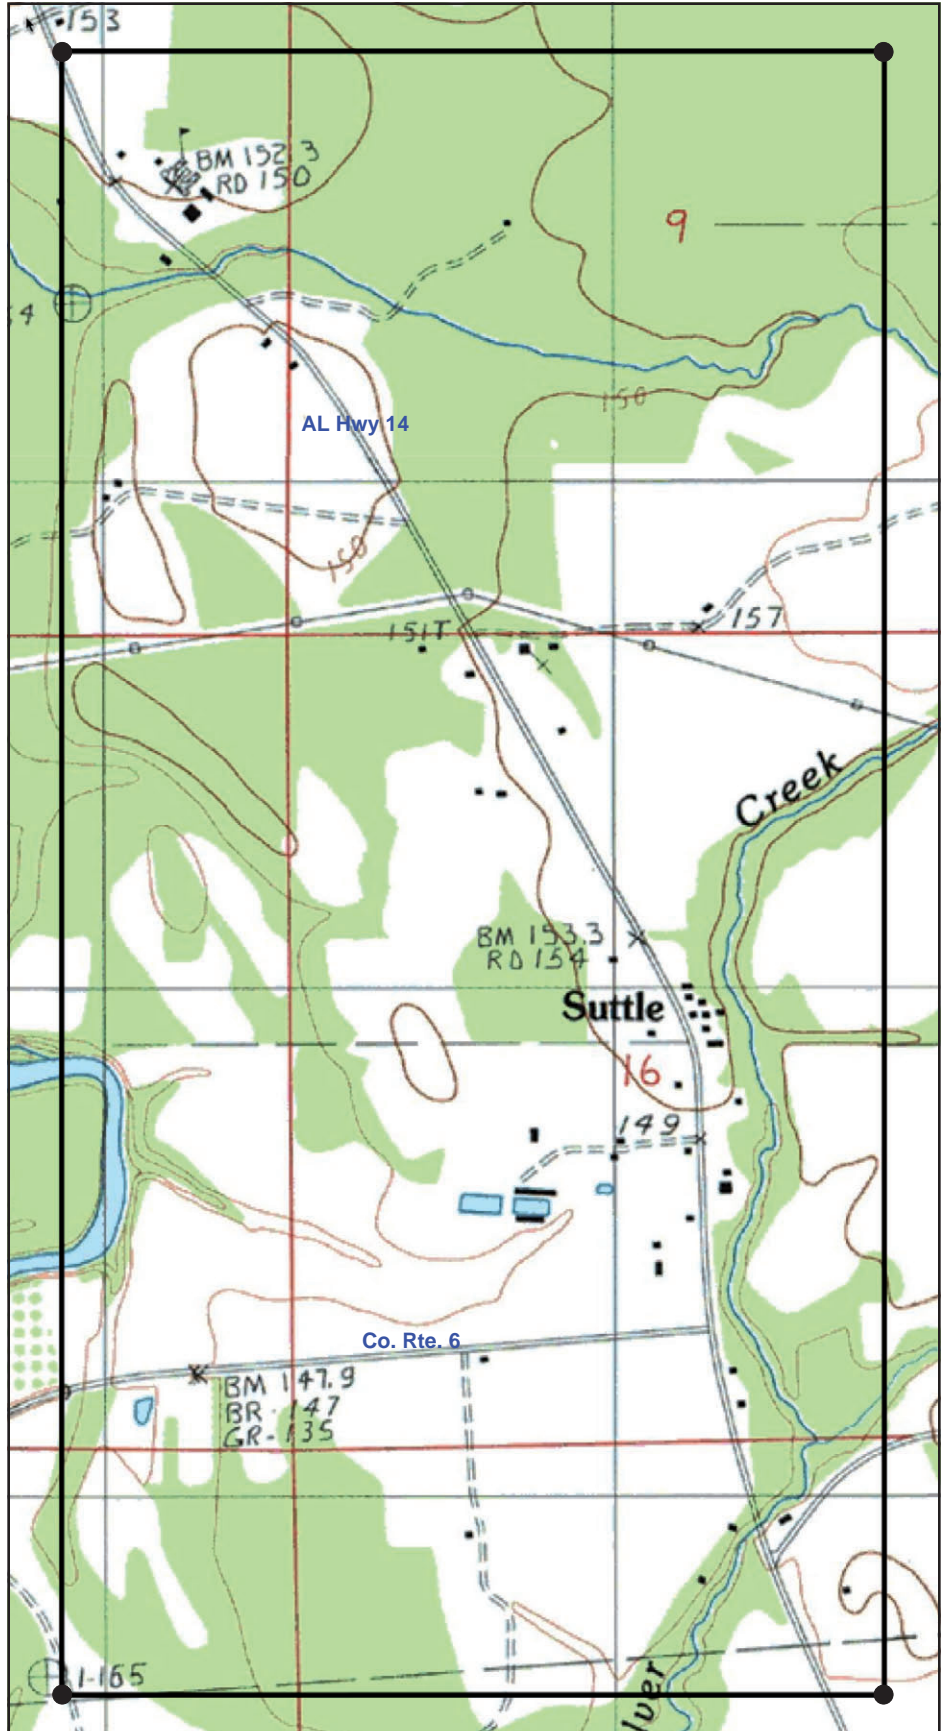 153
BM 152.3
RD 150
9
150
AL Hwy 14
150
151T
157
Creek
BM 153.3
RD 154
Suttle
16
149
Co. Rte. 6
BM 147.9
BR-147
GR-135
1-165